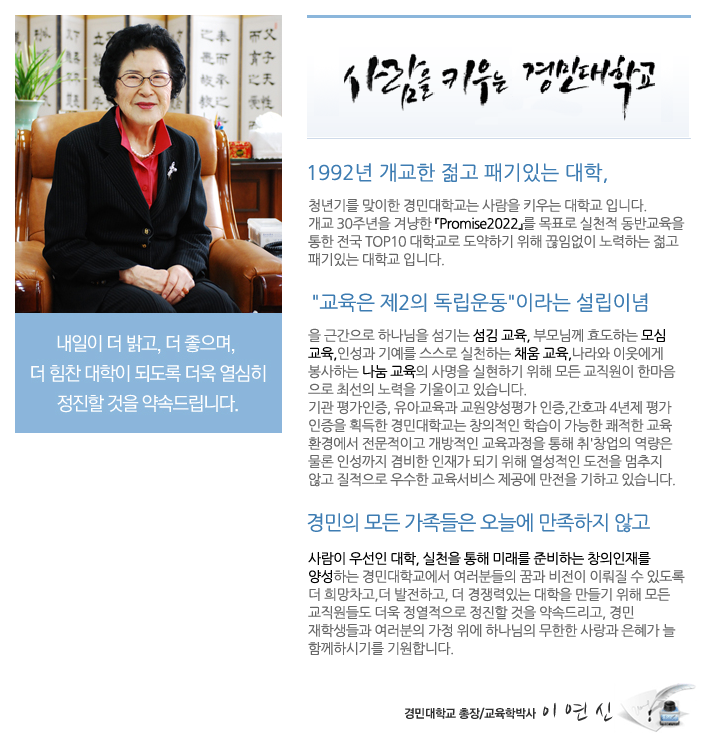 사람을 키우는 경민대학교
1992년 개교한 젊고 패기있는 대학,
청년기를 맞이한 경민대학교는 사람을 키우는 대학교 입니다.
개교 30주년을 겨냥한 『Promise2022』를 목표로 실천적 동반교육을
통한 전국 TOP10 대학교로 도약하기 위해 끊임없이 노력하는 젊고
패기있는 대학교 입니다.
"교육은 제2의 독립운동"이라는 설립이념
을 근간으로 하나님을 섬기는 섬김 교육, 부모님께 효도하는 모심
교육,인성과 기예를 스스로 실천하는 채움 교육,나라와 이웃에게
봉사하는 나눔 교육의 사명을 실현하기 위해 모든 교직원이 한마음
으로 최선의 노력을 기울이고 있습니다.
기관 평가인증, 유아교육과 교원양성평가 인증,간호과 4년제 평가
인증을 획득한 경민대학교는 창의적인 학습이 가능한 쾌적한 교육
환경에서 전문적이고 개방적인 교육과정을 통해 취'창업의 역량은
물론 인성까지 겸비한 인재가 되기 위해 열성적인 도전을 멈추지
않고 질적으로 우수한 교육서비스 제공에 만전을 기하고 있습니다.
경민의 모든 가족들은 오늘에 만족하지 않고
사람이 우선인 대학, 실천을 통해 미래를 준비하는 창의인재를
양성하는 경민대학교에서 여러분들의 꿈과 비전이 이뤄질 수 있도록
더 희망차고,더 발전하고, 더 경쟁력있는 대학을 만들기 위해 모든
교직원들도 더욱 정열적으로 정진할 것을 약속드리고, 경민
재학생들과 여러분의 가정 위에 하나님의 무한한 사랑과 은혜가 늘
함께하시기를 기원합니다.
경민대학교 총장/교육학박사 이 연 신
내일이 더 밝고, 더 좋으며,
더 힘찬 대학이 되도록 더욱 열심히
정진할 것을 약속드립니다.